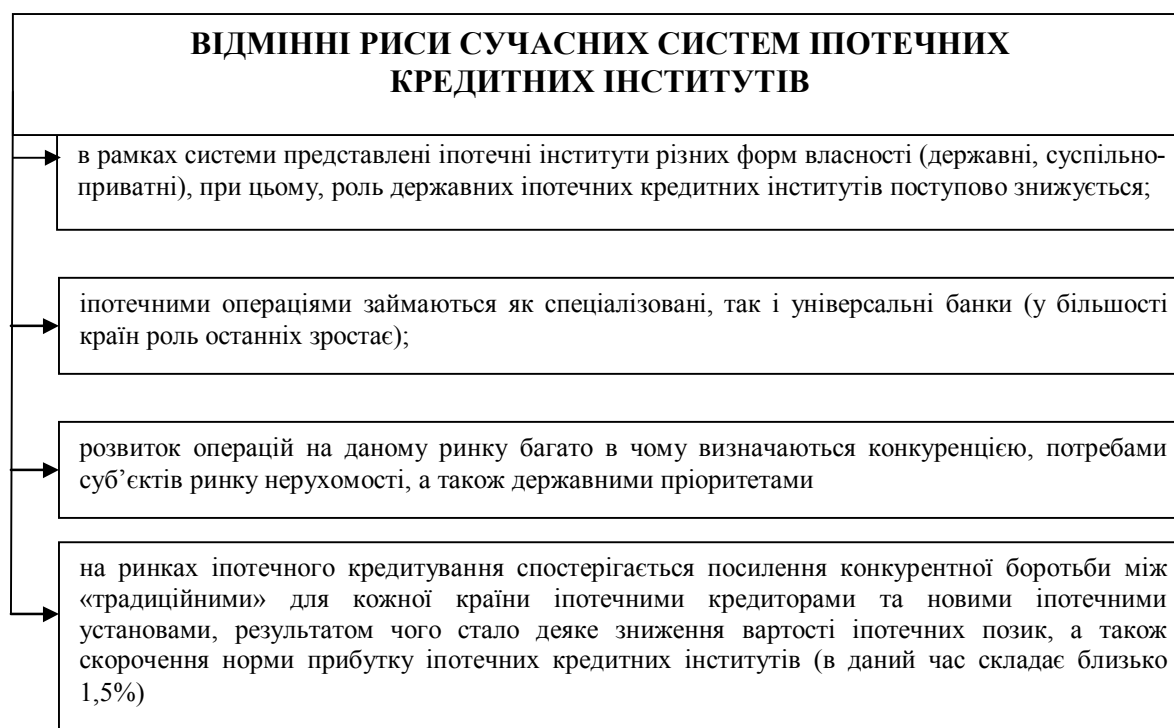 ВІДМІННІ РИСИ СУЧАСНИХ СИСТЕМ ІПОТЕЧНИХ
КРЕДИТНИХ ІНСТИТУТІВ
в рамках системи представлені іпотечні інститути різних форм власності (державні, суспільно-
приватні), при цьому, роль державних іпотечних кредитних інститутів поступово знижується;
іпотечними операціями займаються як спеціалізовані, так і універсальні банки (у більшості
країн роль останніх зростає);
розвиток операцій на даному ринку багато в чому визначаються конкуренцією, потребами
суб’єктів ринку нерухомості, а також державними пріоритетами
на ринках іпотечного кредитування спостерігається посилення конкурентної боротьби між
«традиційними» для кожної країни іпотечними кредиторами та новими іпотечними
установами, результатом чого стало деяке зниження вартості іпотечних позик, а також
скорочення норми прибутку іпотечних кредитних інститутів (в даний час складає близько
1,5%)